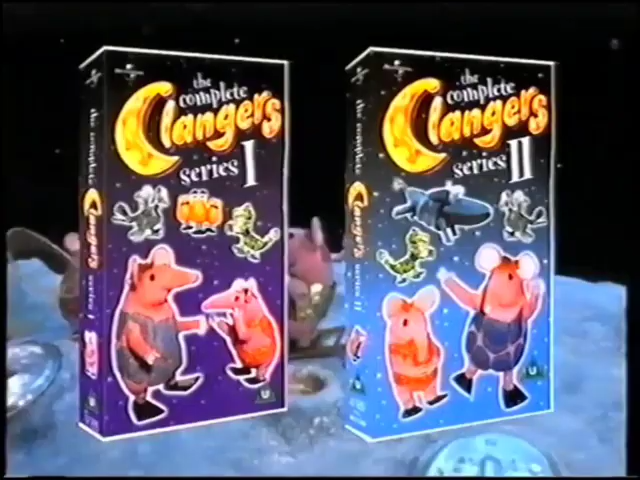 the complete
Clangers
series I
the complete Clangers series I
U
the complete
Clangers
series II
the complete Clangers series II
U